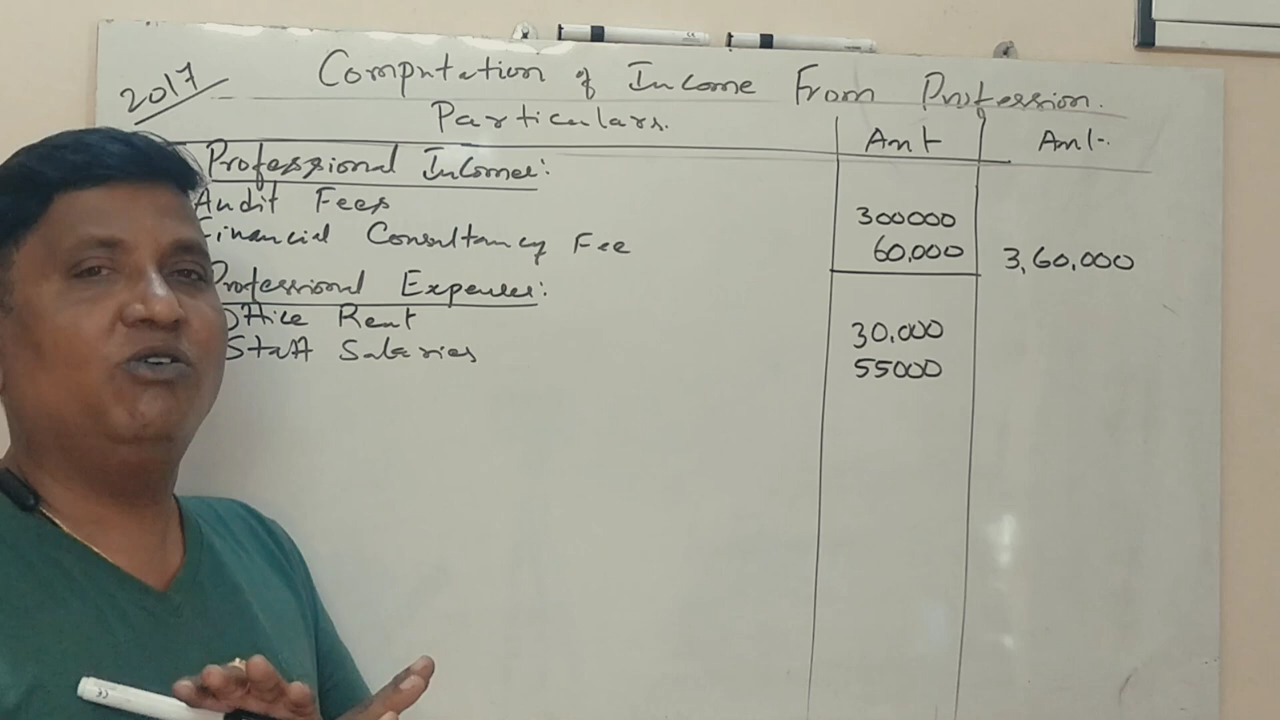 2017 Computation of Income From Profession.
Particulars. Amt Amt.
Professional Income:
Audit Fees 300000
Financial Consultancy Fee 60,000 3,60,000
Professional Expenses:
Office Rent 30,000
Staff Salaries 55000